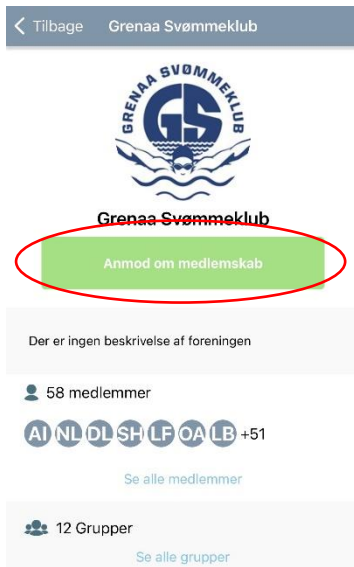 Tilbage Grenaa Svømmeklub
GRENAA SVØMMEKLUB
GS
Grenaa Svømmeklub
Anmod om medlemskab
Der er ingen beskrivelse af foreningen
58 medlemmer
AI NL DL SH LF OA LB +51
Se alle medlemmer
12 Grupper
Se alle grupper